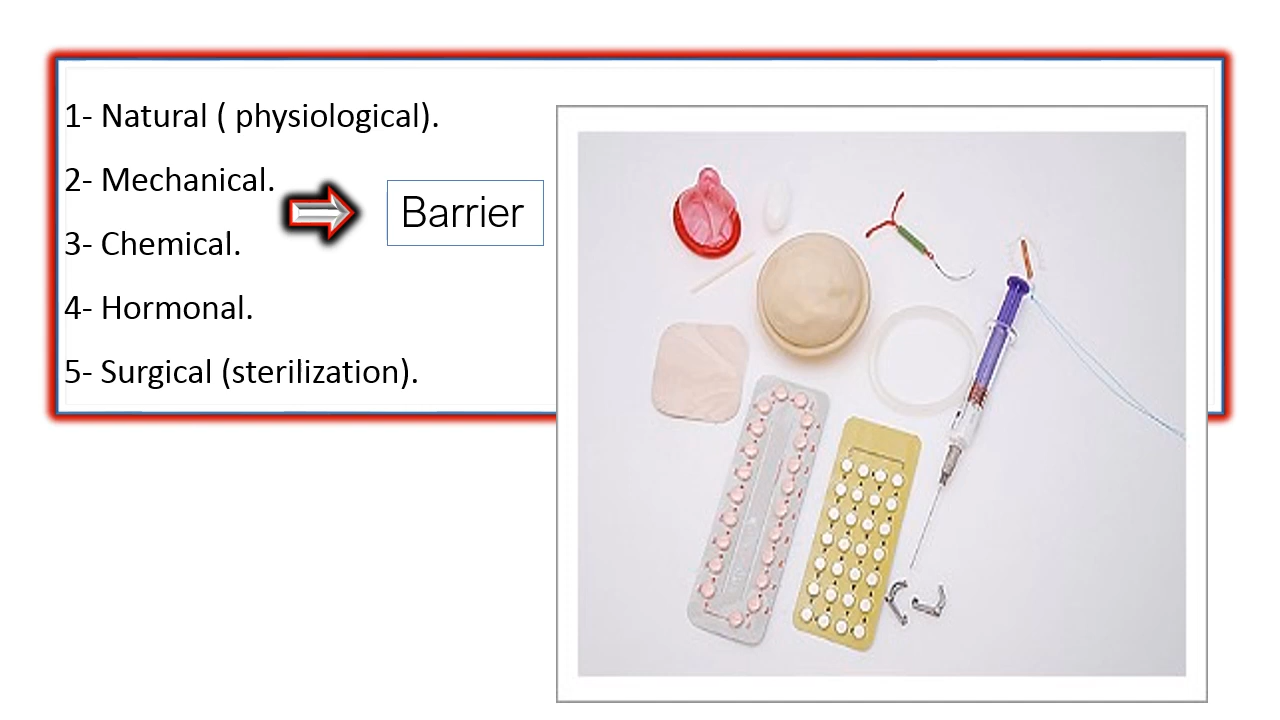 1- Natural ( physiological).
2- Mechanical.
Barrier
3- Chemical.
4- Hormonal.
5- Surgical (sterilization).